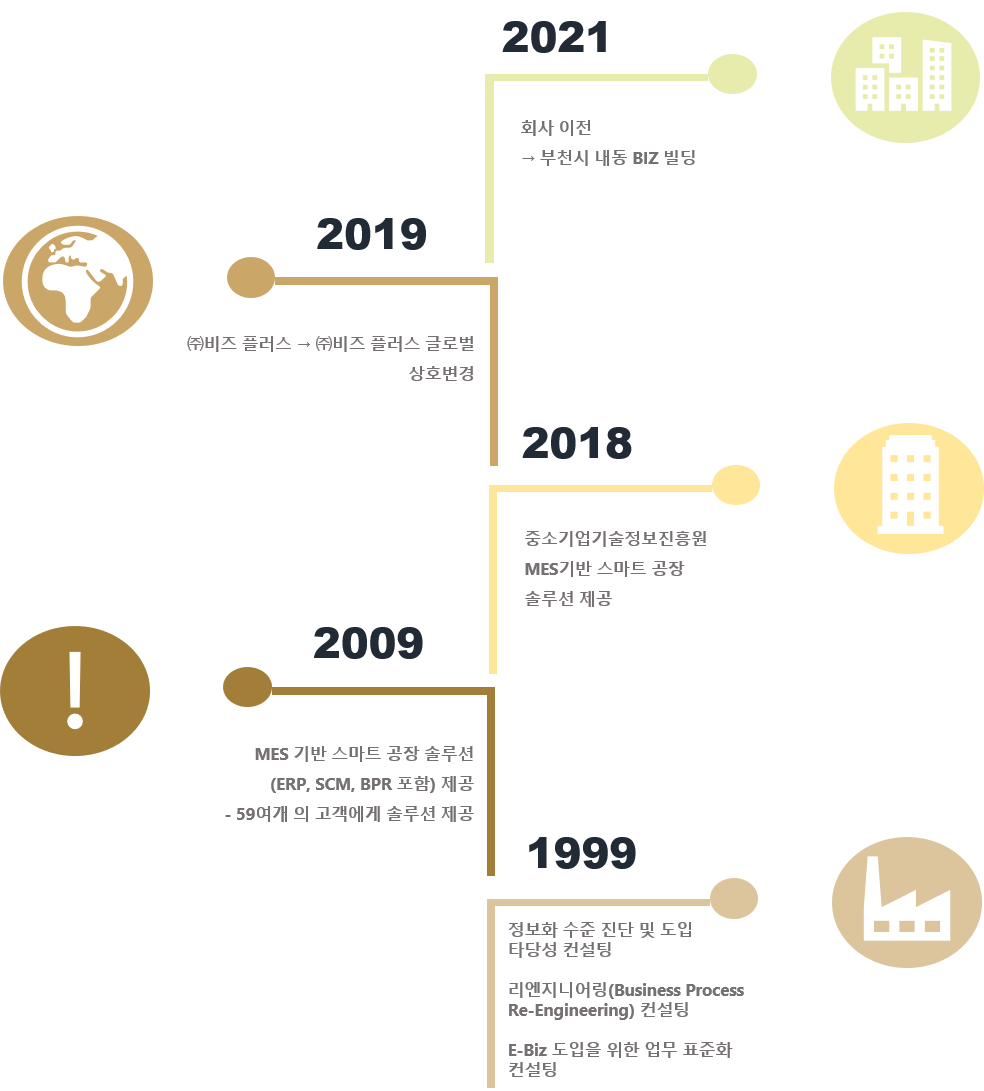 2021
회사 이전
→ 부천시 내동 BIZ 빌딩
2019
㈜비즈 플러스 → ㈜비즈 플러스 글로벌
상호변경
2018
중소기업기술정보진흥원
MES기반 스마트 공장
솔루션 제공
2009
MES 기반 스마트 공장 솔루션
(ERP, SCM, BPR 포함) 제공
- 59여개 의 고객에게 솔루션 제공
1999
정보화 수준 진단 및 도입
타당성 컨설팅
리엔지니어링(Business Process
Re-Engineering) 컨설팅
E-Biz 도입을 위한 업무 표준화
컨설팅